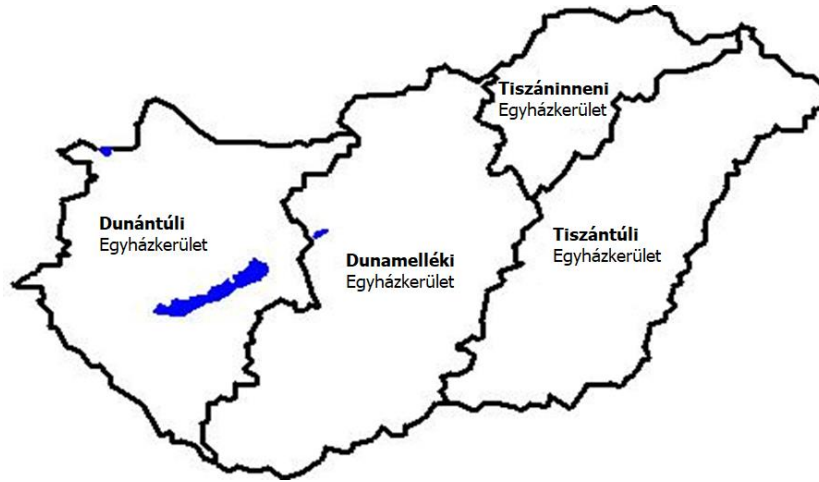 Tiszáninneni
Egyházkerület
Dunántúli
Egyházkerület
Dunamelléki
Egyházkerület
Tiszántúli
Egyházkerület